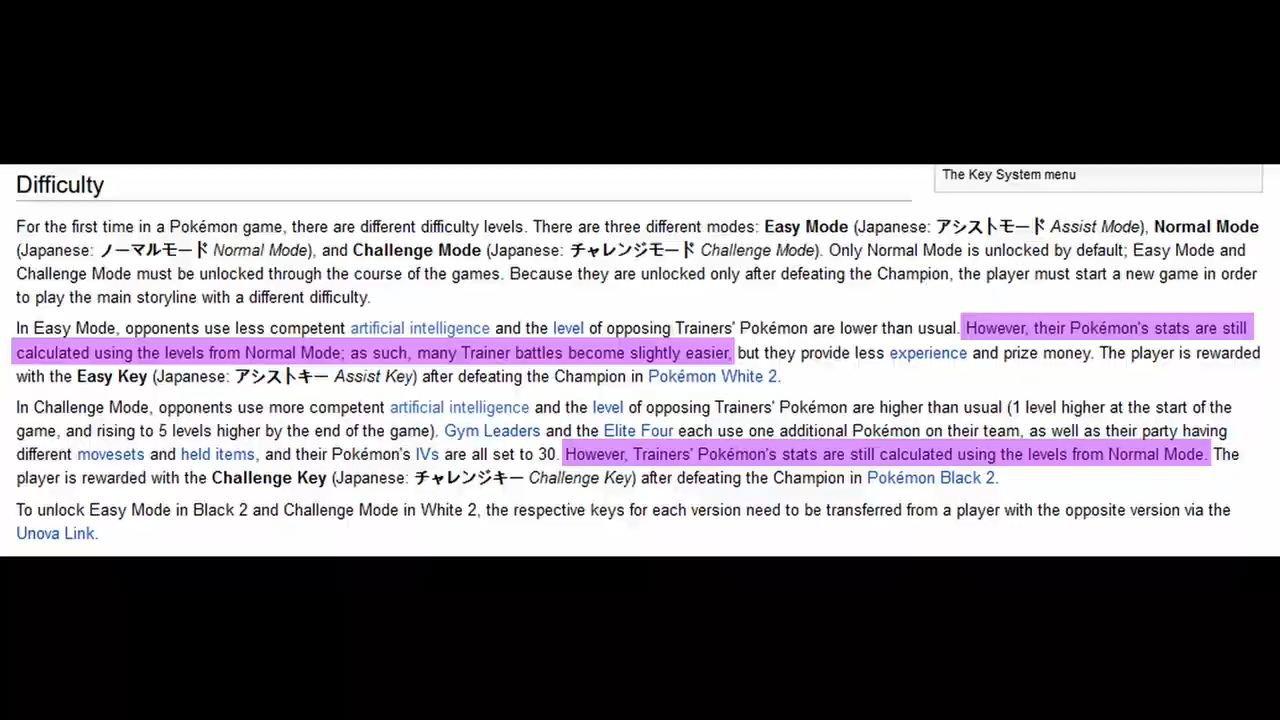 The Key System menu
Difficulty
For the first time in a Pokémon game, there are different difficulty levels. There are three different modes: Easy Mode (Japanese: アシストモード Assist Mode), Normal Mode
(Japanese: ノーマルモード Normal Mode), and Challenge Mode (Japanese: チャレンジモード Challenge Mode). Only Normal Mode is unlocked by default; Easy Mode and
Challenge Mode must be unlocked through the course of the games. Because they are unlocked only after defeating the Champion, the player must start a new game in order
to play the main storyline with a different difficulty.
In Easy Mode, opponents use less competent artificial intelligence and the level of opposing Trainers' Pokémon are lower than usual. However, their Pokémon's stats are still
calculated using the levels from Normal Mode; as such, many Trainer battles become slightly easier, but they provide less experience and prize money. The player is rewarded
with the Easy Key (Japanese: アシストキー Assist Key) after defeating the Champion in Pokémon White 2.
In Challenge Mode, opponents use more competent artificial intelligence and the level of opposing Trainers' Pokémon are higher than usual (1 level higher at the start of the
game, and rising to 5 levels higher by the end of the game). Gym Leaders and the Elite Four each use one additional Pokémon on their team, as well as their party having
different movesets and held items, and their Pokémon's IVs are all set to 30. However, Trainers' Pokémon's stats are still calculated using the levels from Normal Mode. The
player is rewarded with the Challenge Key (Japanese: チャレンジキー Challenge Key) after defeating the Champion in Pokémon Black 2.
To unlock Easy Mode in Black 2 and Challenge Mode in White 2, the respective keys for each version need to be transferred from a player with the opposite version via the
Unova Link.